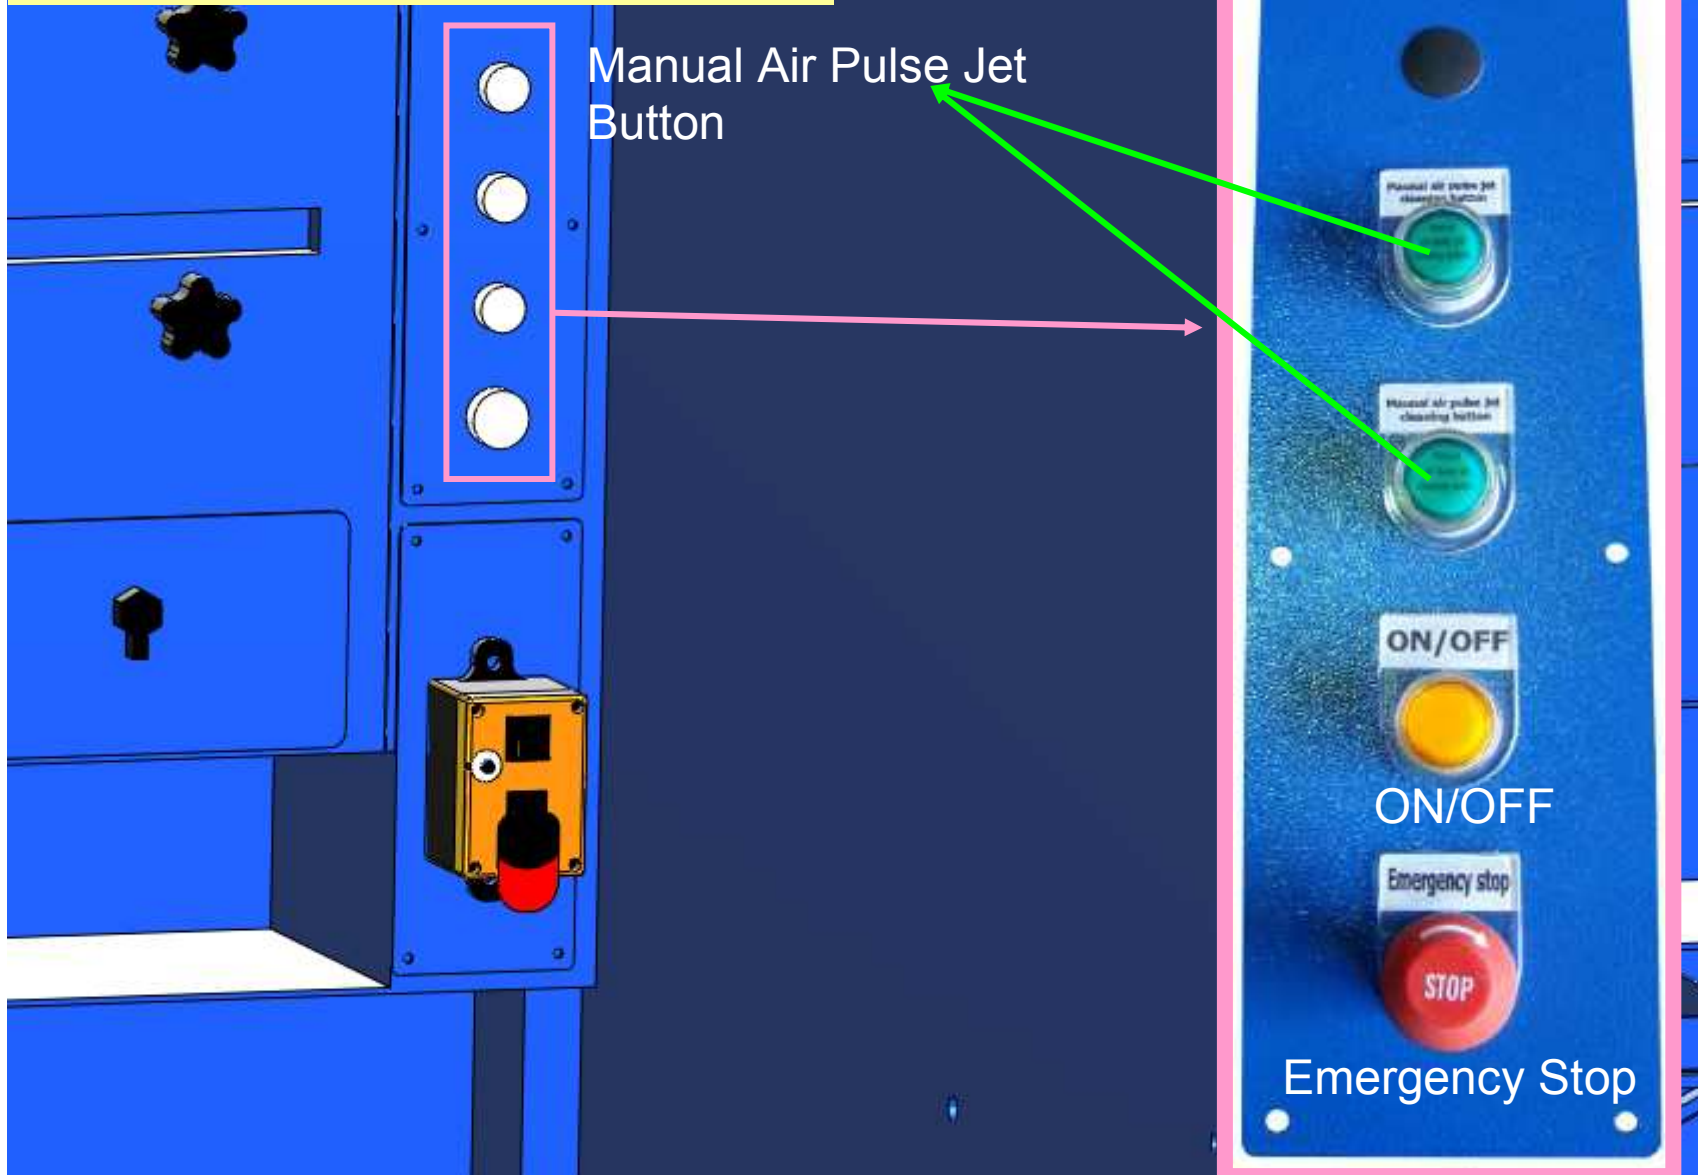 Manual Air Pulse Jet
Button
Manual air pulse jet
cleaning button
Manual air pulse jet
cleaning button
ON/OFF
ON/OFF
Emergency stop
STOP
Emergency Stop